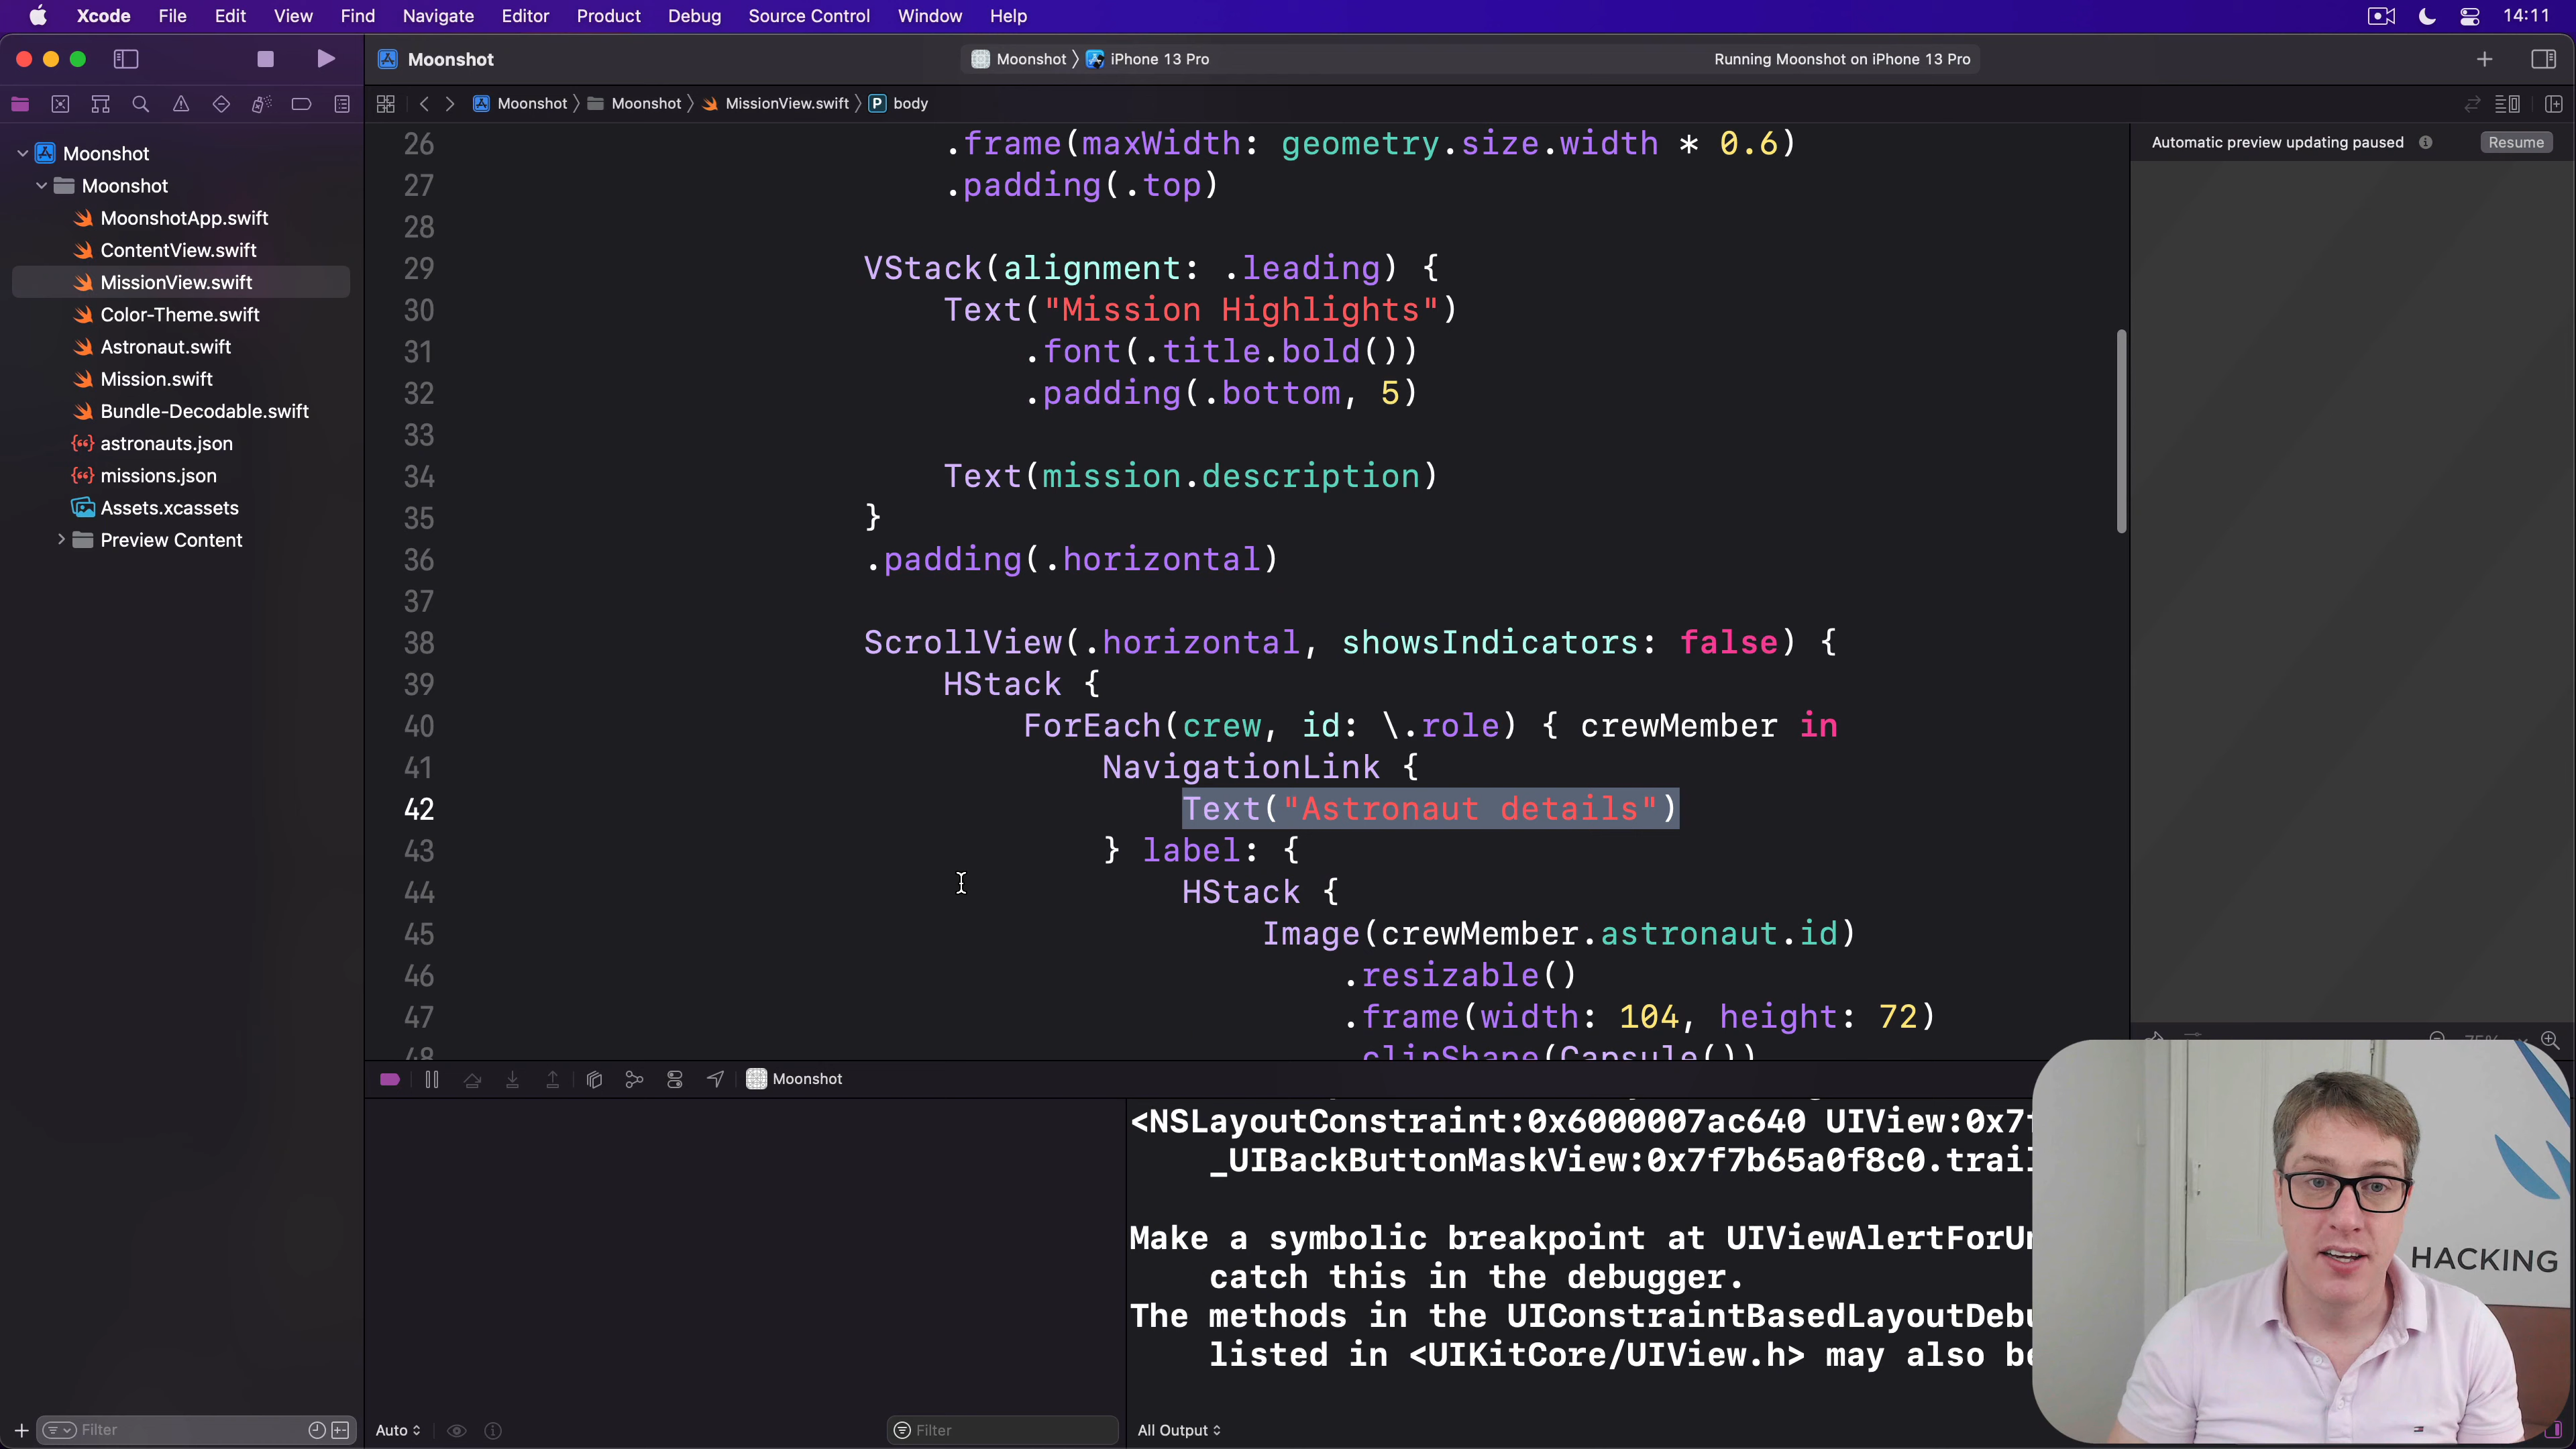 Xcode File Edit View Find Navigate Editor Product Debug Source Control Window Help 14:11
Moonshot Moonshot 〉 iPhone 13 Pro Running Moonshot on iPhone 13 Pro
Moonshot 〉 Moonshot 〉 MissionView.swift 〉 P body
Automatic preview updating paused Resume
Moonshot
Moonshot
MoonshotApp.swift
ContentView.swift
MissionView.swift
Color-Theme.swift
Astronaut.swift
Mission.swift
Bundle-Decodable.swift
astronauts.json
missions.json
Assets.xcassets
Preview Content
26 .frame(maxWidth: geometry.size.width * 0.6)
27 .padding(.top)
28
29 VStack(alignment: .leading) {
30 Text("Mission Highlights")
31 .font(.title.bold())
32 .padding(.bottom, 5)
33
34 Text(mission.description)
35 }
36 .padding(.horizontal)
37
38 ScrollView(.horizontal, showsIndicators: false) {
39 HStack {
40 ForEach(crew, id: \.role) { crewMember in
41 NavigationLink {
42 Text("Astronaut details")
43 } label: {
44 HStack {
45 Image(crewMember.astronaut.id)
46 .resizable()
47 .frame(width: 104, height: 72)
48 .clipShape(Capsule())
Moonshot
<NSLayoutConstraint:0x6000007ac640 UIView:0x7f
_UIBackButtonMaskView:0x7f7b65a0f8c0.trail
Make a symbolic breakpoint at UIViewAlertForUn
catch this in the debugger.
The methods in the UIConstraintBasedLayoutDebu
listed in <UIKitCore/UIView.h> may also be
HACKING
Filter
Auto
Filter
All Output